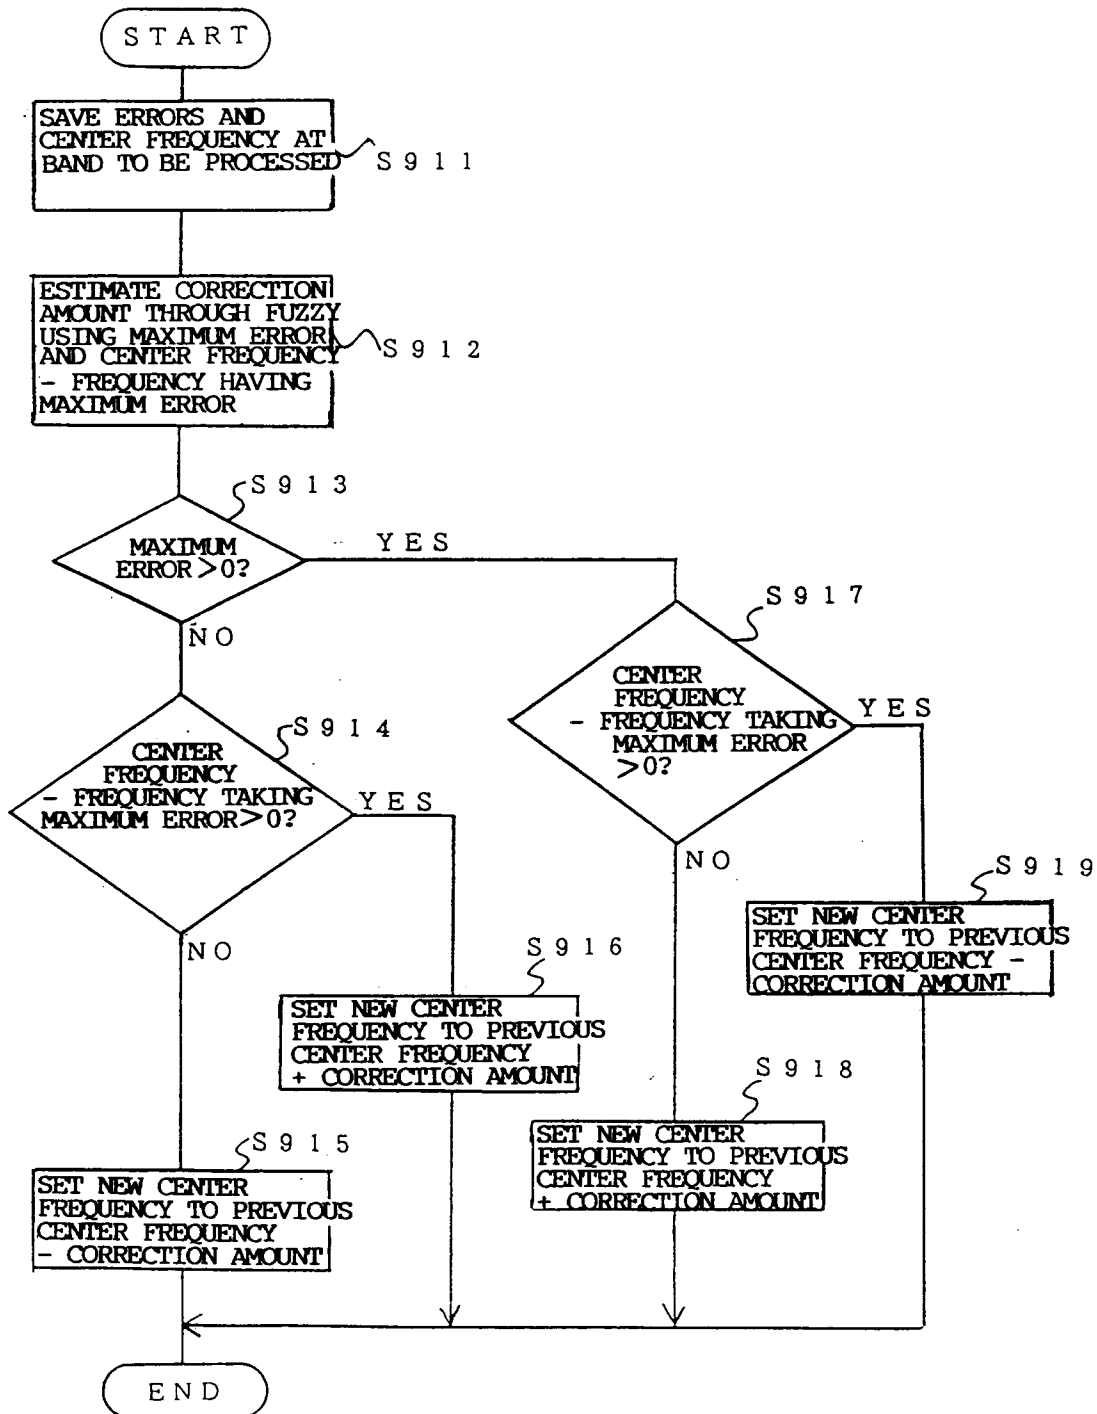 START
SAVE ERRORS AND
CENTER FREQUENCY AT
BAND TO BE PROCESSED
S911
ESTIMATE CORRECTION
AMOUNT THROUGH FUZZY
USING MAXIMUM ERROR
AND CENTER FREQUENCY
- FREQUENCY HAVING
MAXIMUM ERROR
S912
S913
MAXIMUM
ERROR>0?
YES
NO
S917
CENTER
FREQUENCY
- FREQUENCY TAKING
MAXIMUM ERROR
>0?
YES
NO
S914
CENTER
FREQUENCY
- FREQUENCY TAKING
MAXIMUM ERROR>0?
YES
NO
S919
SET NEW CENTER
FREQUENCY TO PREVIOUS
CENTER FREQUENCY -
CORRECTION AMOUNT
S916
SET NEW CENTER
FREQUENCY TO PREVIOUS
CENTER FREQUENCY
+ CORRECTION AMOUNT
S918
SET NEW CENTER
FREQUENCY TO PREVIOUS
CENTER FREQUENCY
+ CORRECTION AMOUNT
S915
SET NEW CENTER
FREQUENCY TO PREVIOUS
CENTER FREQUENCY
- CORRECTION AMOUNT
END